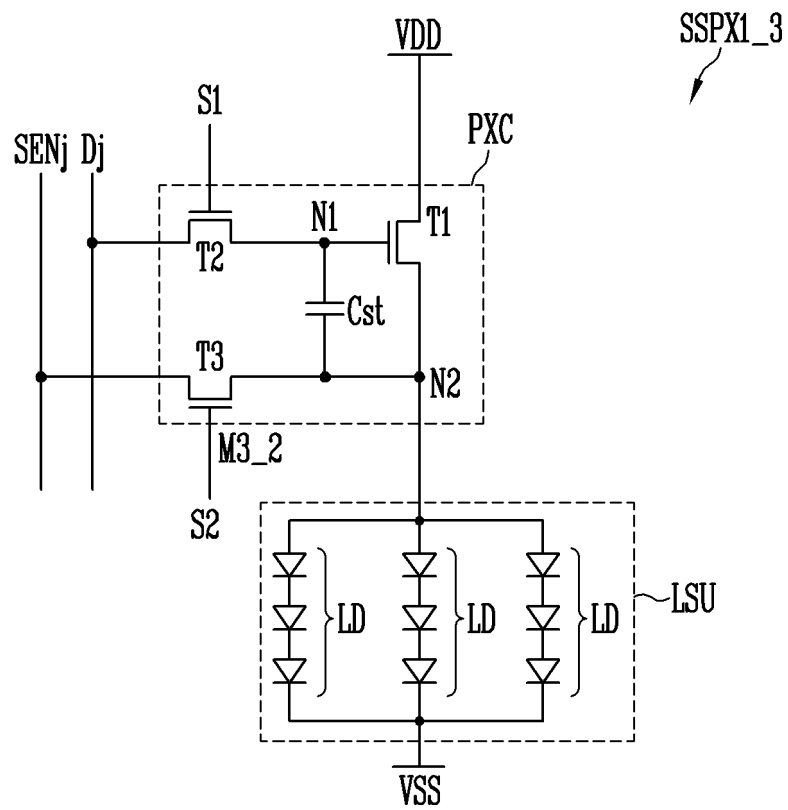 SSPX1_3
VDD
S1
PXC
SENj Dj
N1
T1
T2
Cst
T3
N2
M3_2
S2
LD
LD
LD
LSU
VSS